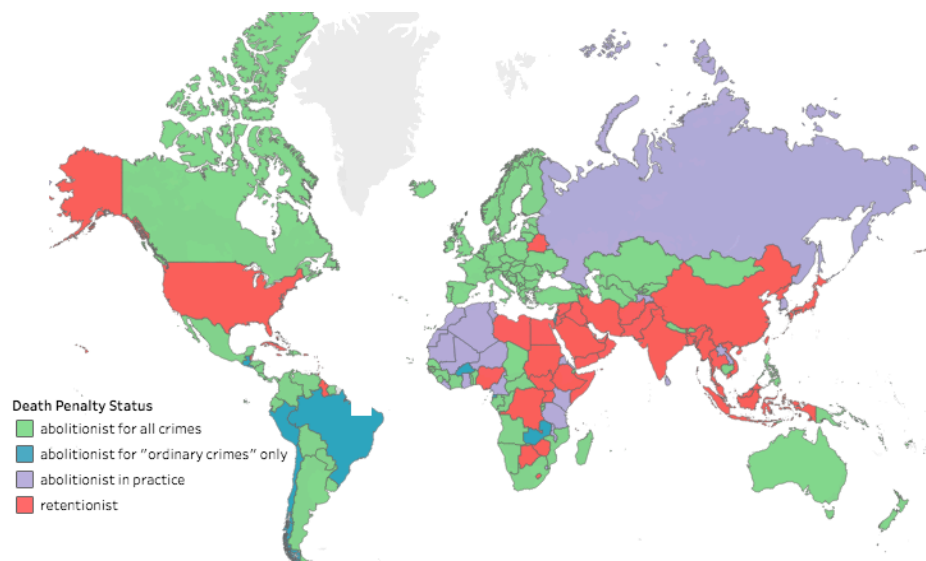 Death Penalty Status
abolitionist for all crimes
abolitionist for "ordinary crimes" only
abolitionist in practice
retentionist